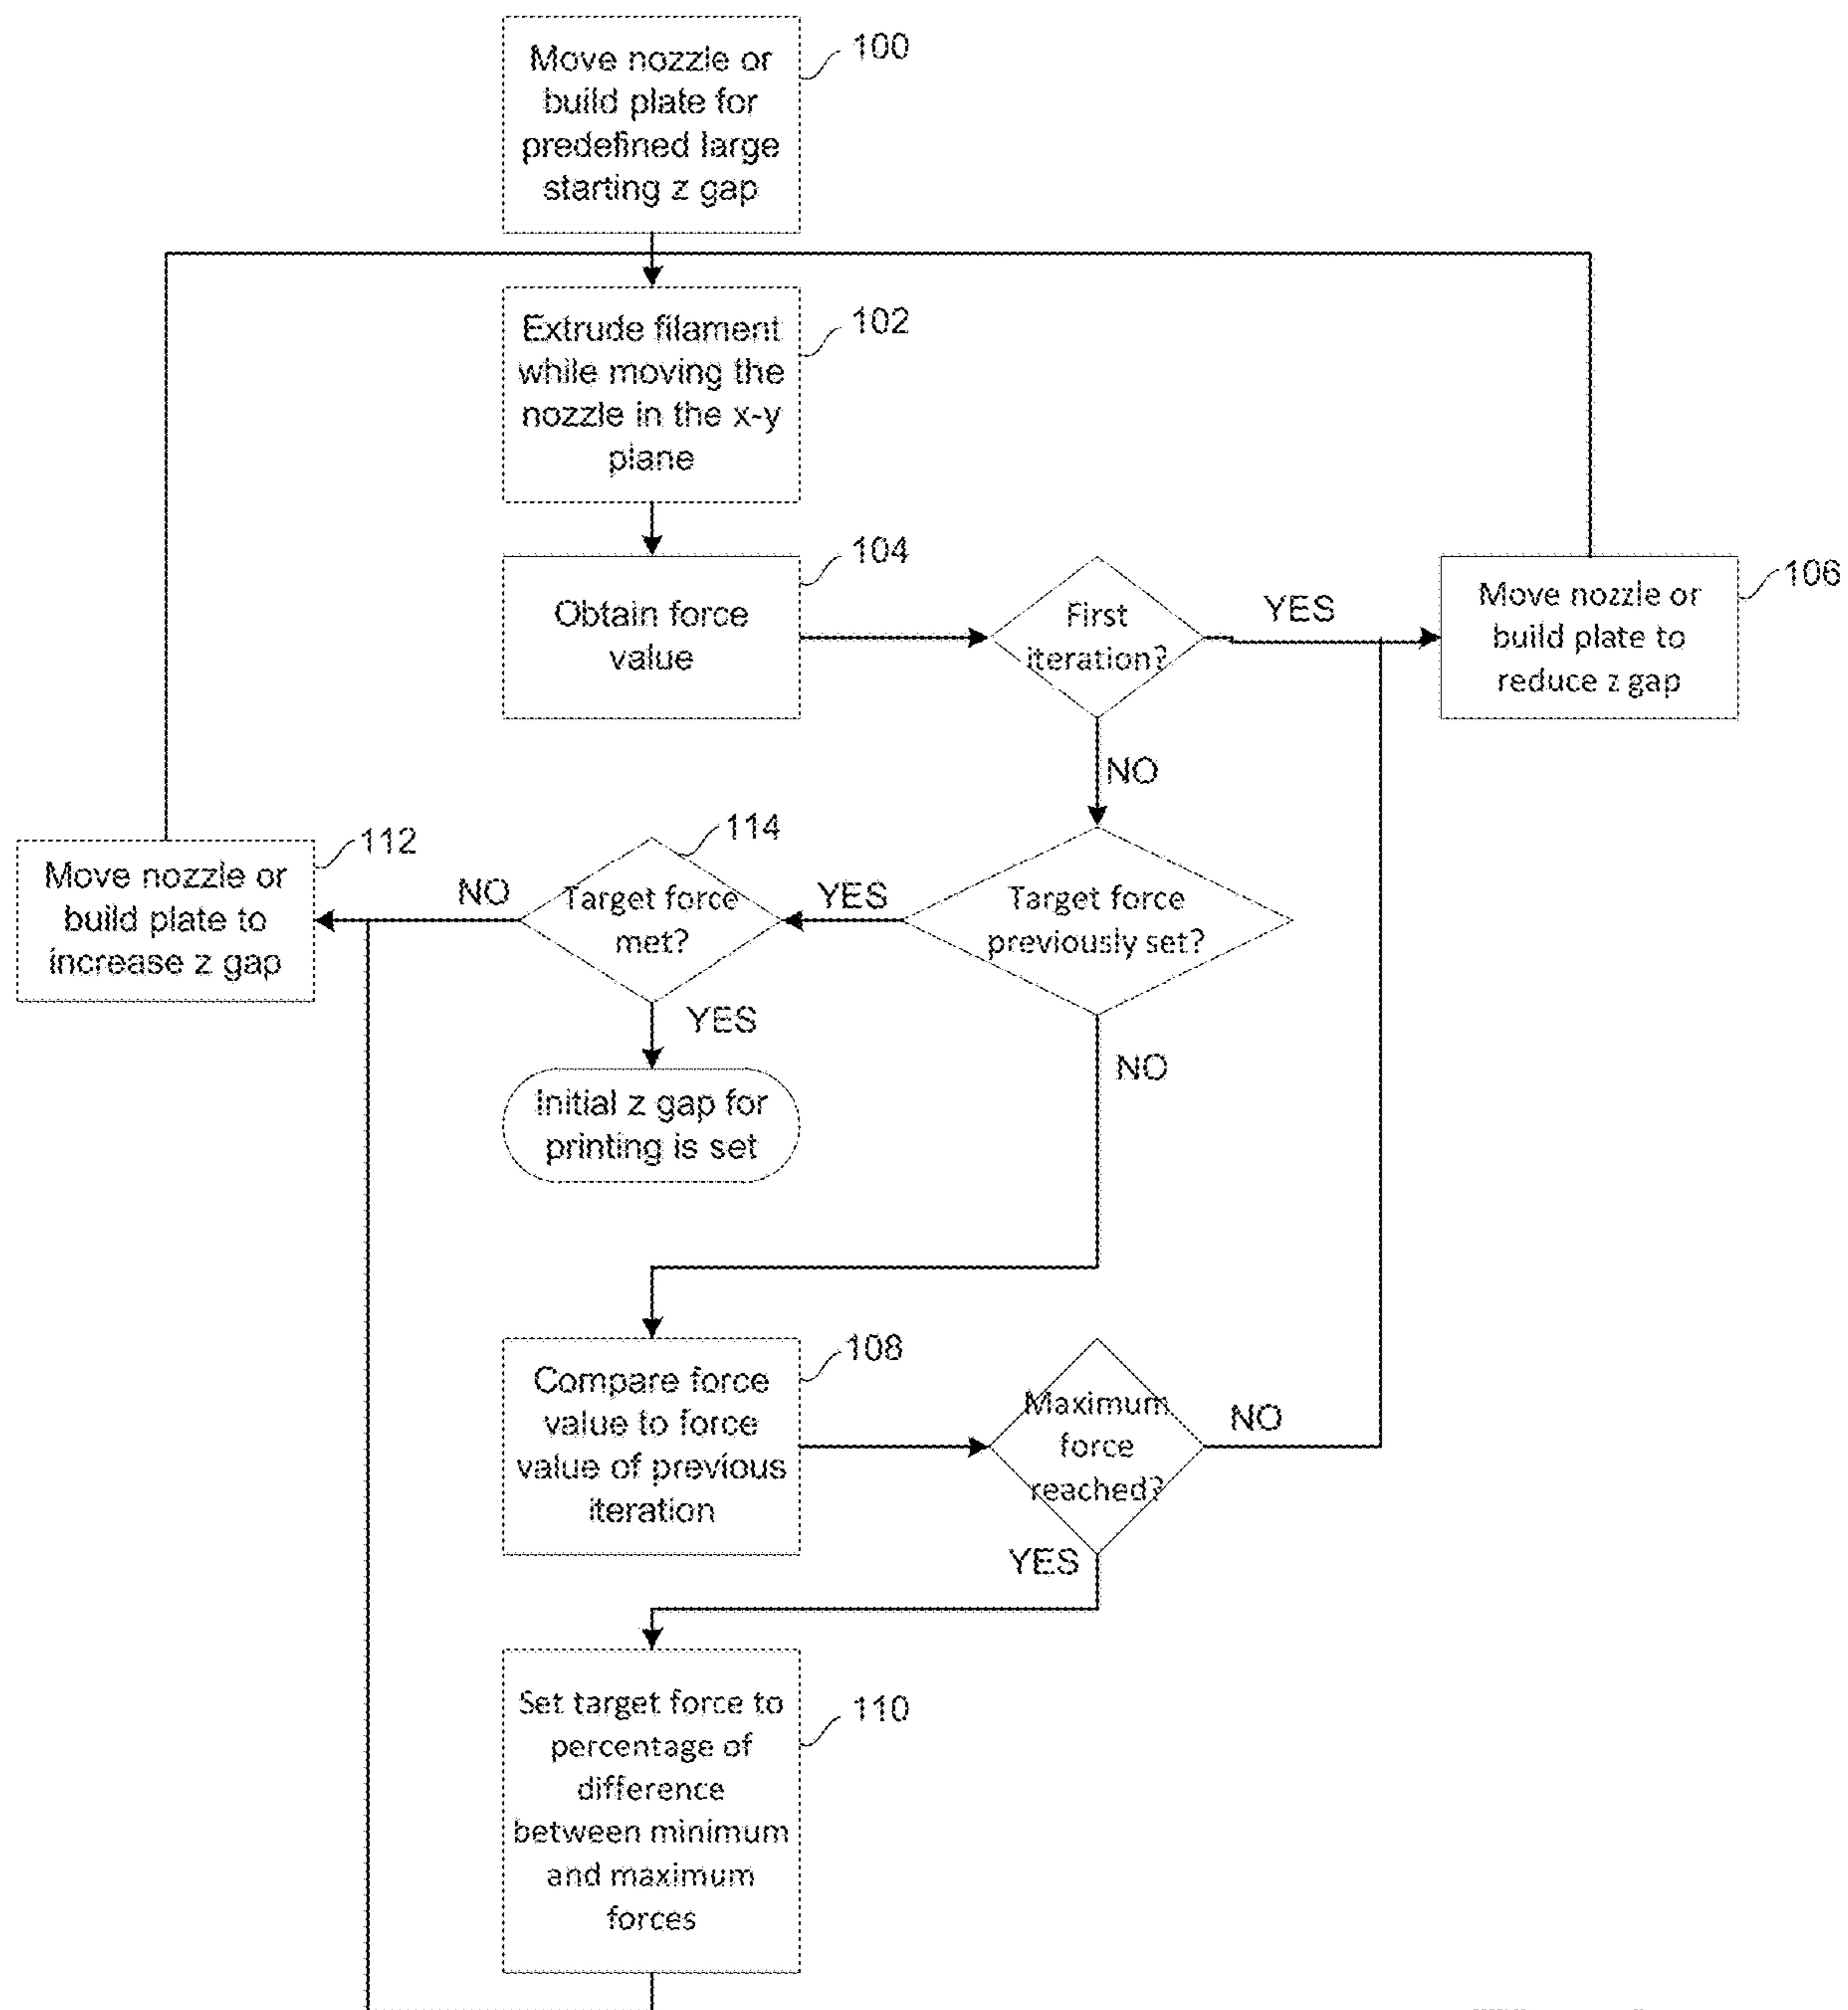 Move nozzle or
build plate for
predefined large
starting z gap
100
Extrude filament
while moving the
nozzle in the x-y
plane
102
Obtain force
value
104
First
iteration?
YES
NO
Move nozzle or
build plate to
reduce z gap
106
Move nozzle or
build plate to
increase z gap
112
NO
Target force
met?
114
YES
YES
Target force
previously set?
NO
Initial z gap for
printing is set
Compare force
value to force
value of previous
iteration
108
Maximum
force
reached?
NO
YES
Set target force to
percentage of
difference
between minimum
and maximum
forces
110